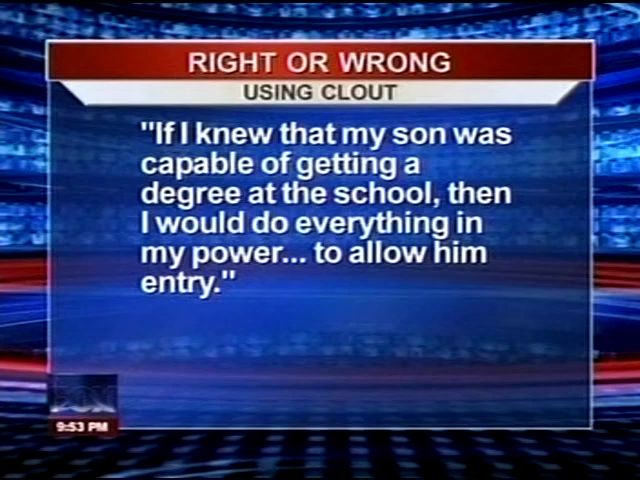 RIGHT OR WRONG
USING CLOUT
"If I knew that my son was
capable of getting a
degree at the school, then
I would do everything in
my power... to allow him
entry."
FOX
9:53 PM